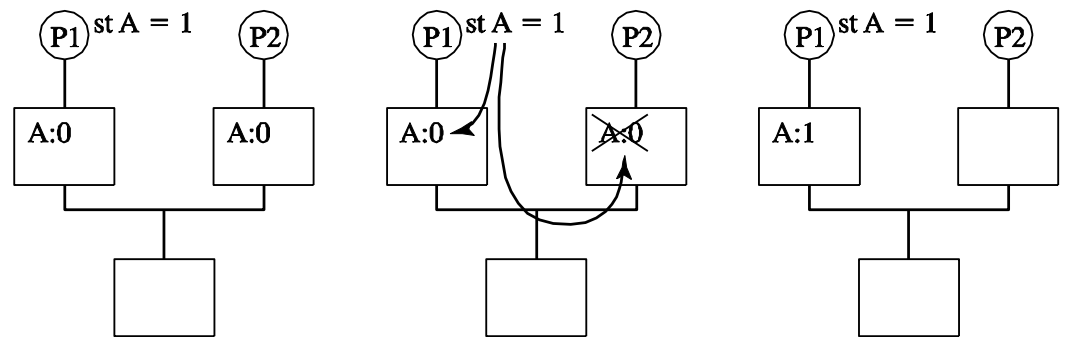 P1 st A = 1 P2 P1 st A = 1 P2 P1 st A = 1 P2
A:0 A:0 A:0 A:0 A:1